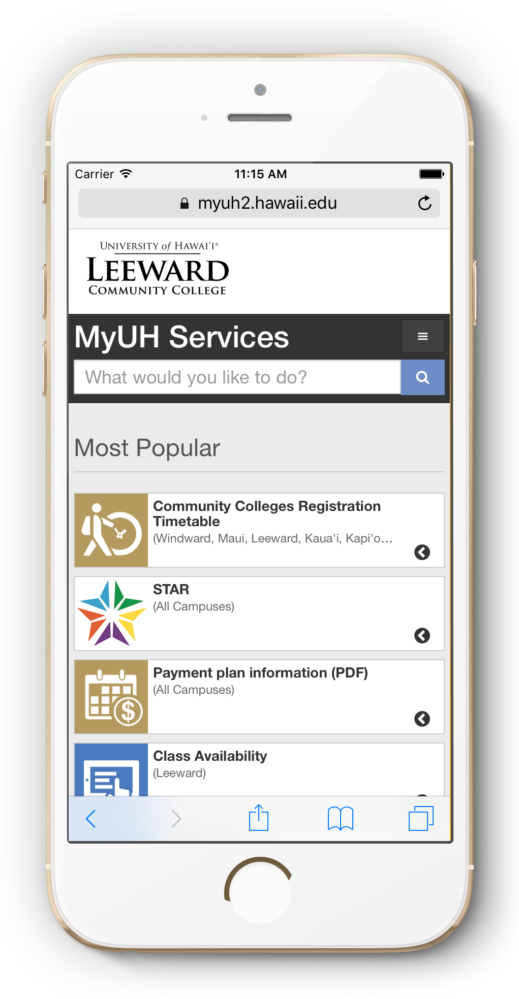 Carrier
11:15 AM
myuh2.hawaii.edu
UNIVERSITY of HAWAIʻI®
LEEWARD
COMMUNITY COLLEGE
MyUH Services
What would you like to do?
Most Popular
Community Colleges Registration
Timetable
(Windward, Maui, Leeward, Kaua'i, Kapi'o...
STAR
(All Campuses)
Payment plan information (PDF)
(All Campuses)
$
Class Availability
(Leeward)